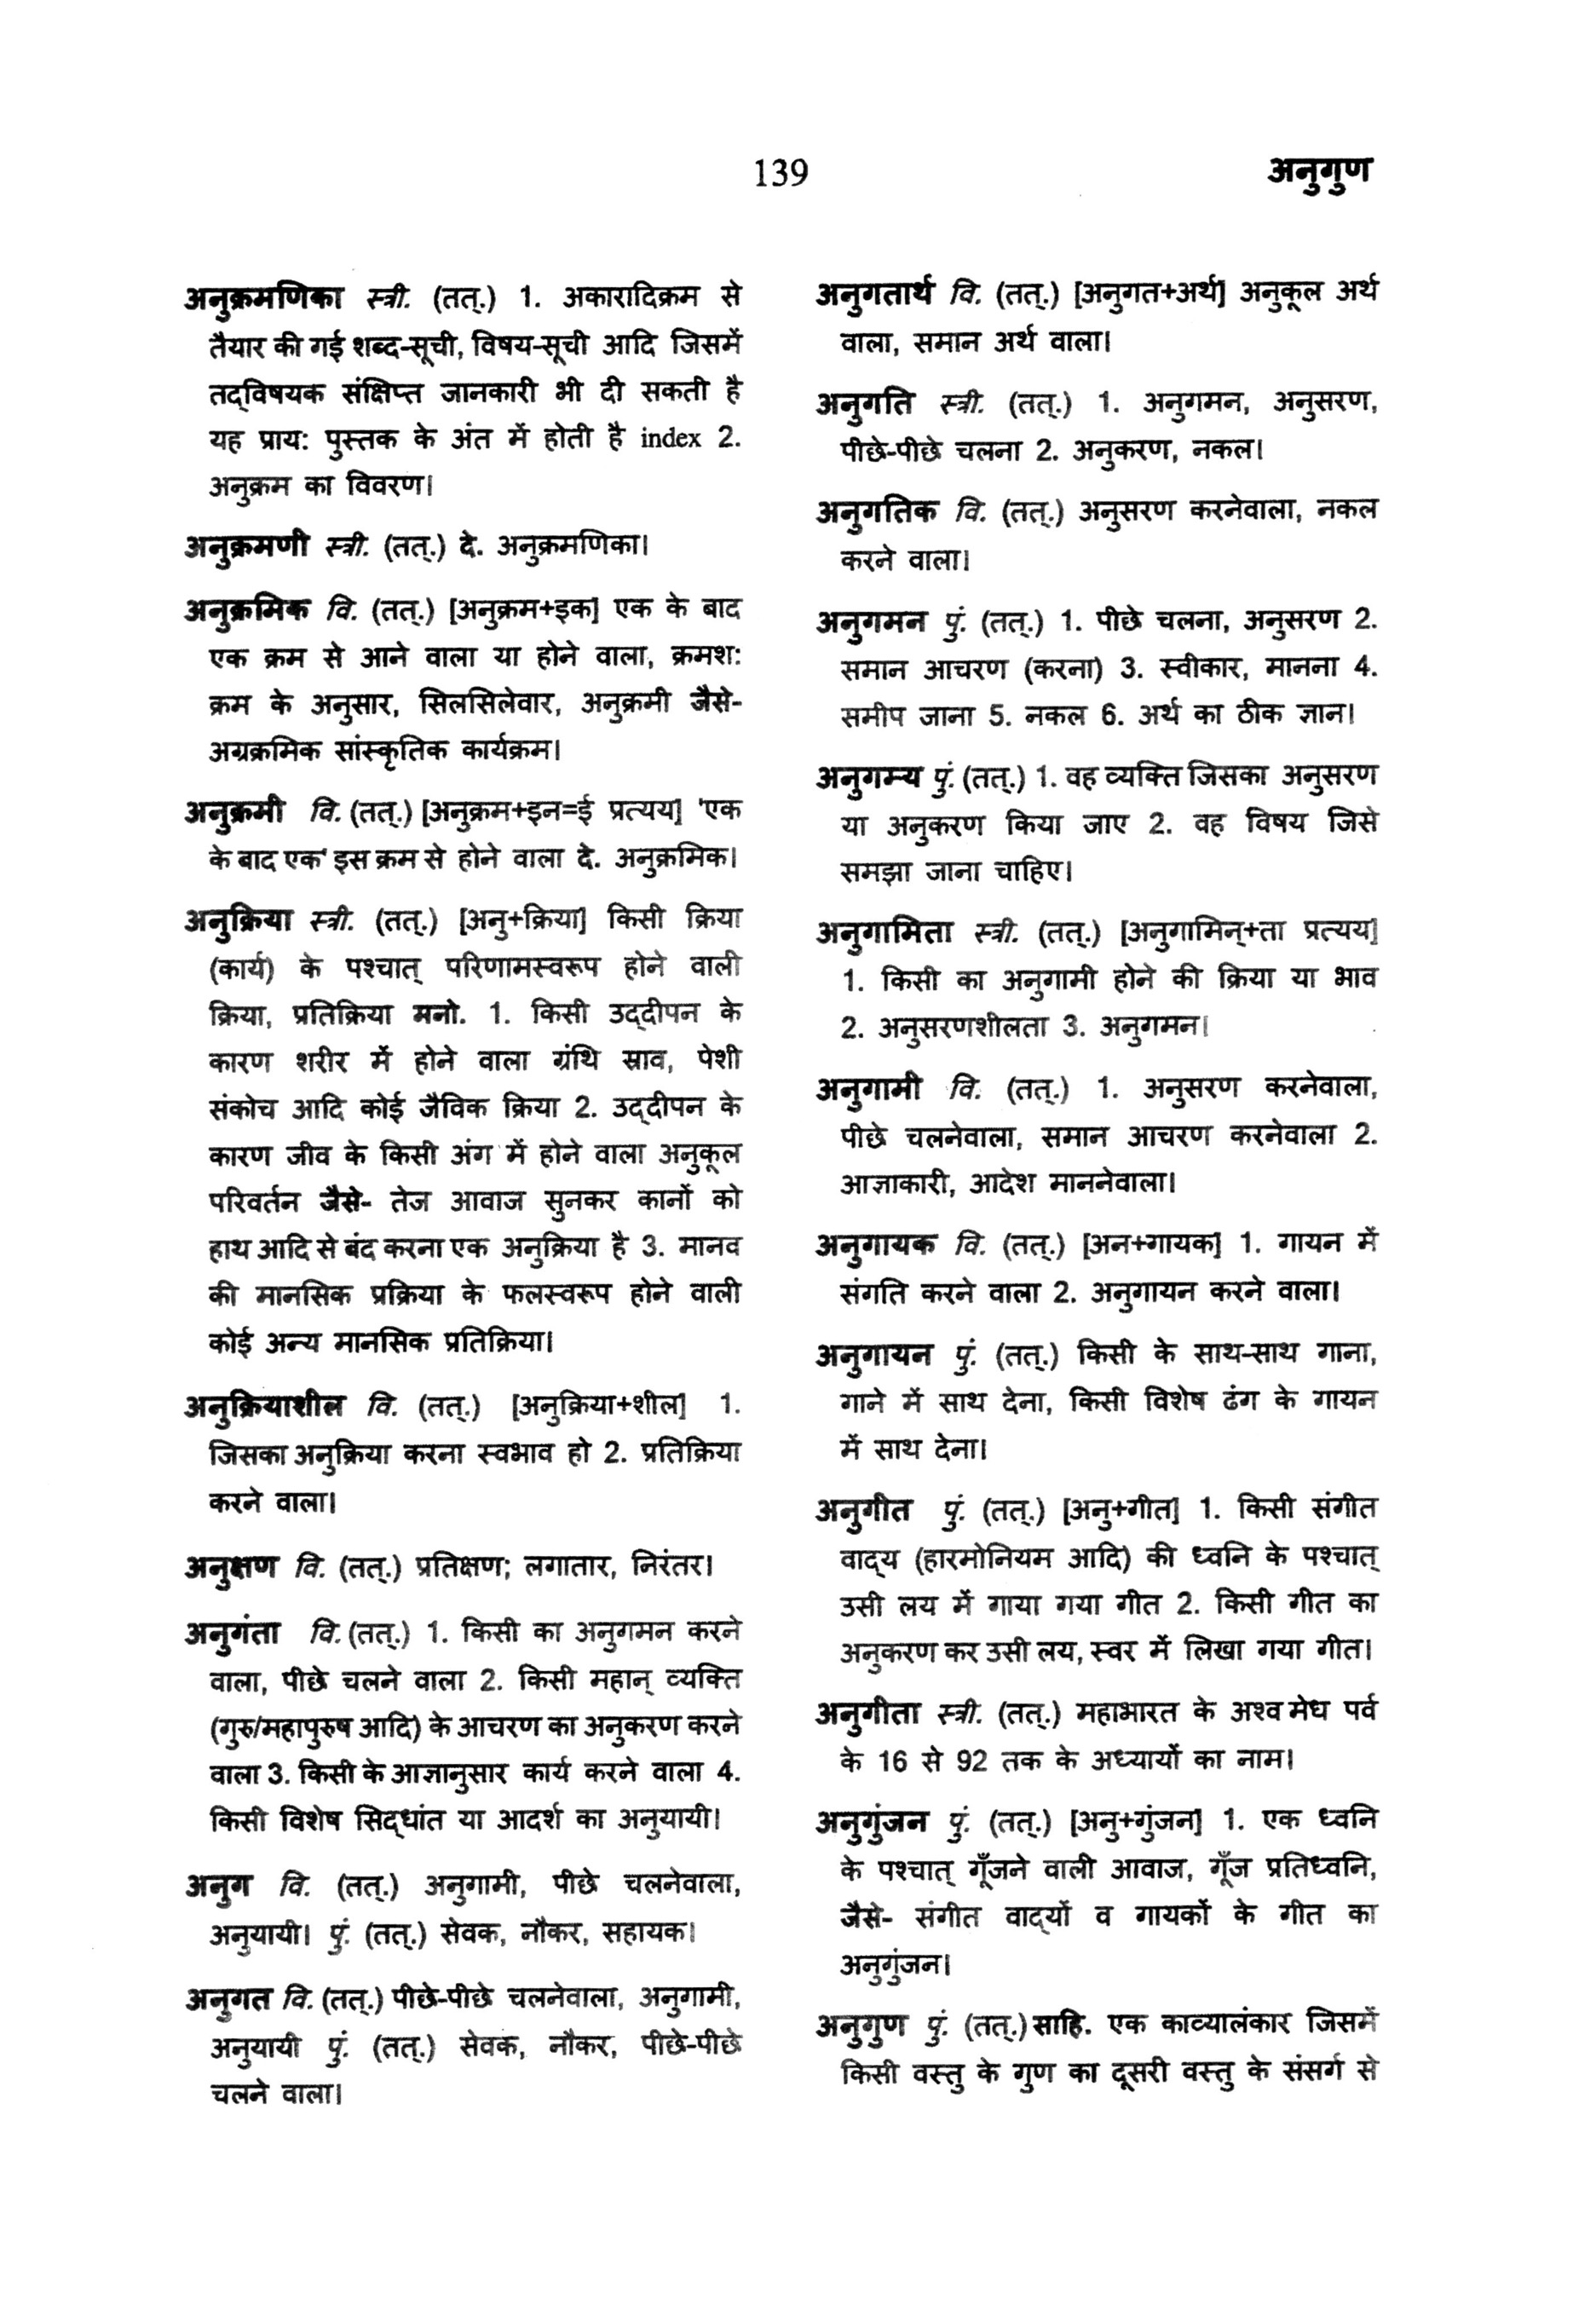 139
अनुगुण
अनुक्रमणिका स्त्री. (तत्.) 1. अकारादिक्रम से
तैयार की गई शब्द-सूची, विषय-सूची आदि जिसमें
तद्‌विषयक संक्षिप्त जानकारी भी दी सकती है
यह प्राय: पुस्तक के अंत में होती है index 2.
अनुक्रम का विवरण।
अनुक्रमणी स्त्री. (तत्.) दे. अनुक्रमणिका।
अनुक्रमिक वि. (तत्.) [अनुक्रम+इक] एक के बाद
एक क्रम से आने वाला या होने वाला, क्रमश:
क्रम के अनुसार, सिलसिलेवार, अनुक्रमी जैसे-
अग्रक्रमिक सांस्कृतिक कार्यक्रम।
अनुक्रमी वि. (तत्.) [अनुक्रम+इन=ई प्रत्यय] 'एक
के बाद एक' इस क्रम से होने वाला दे. अनुक्रमिक।
अनुक्रिया स्त्री. (तत्.) [अनु+क्रिया] किसी क्रिया
(कार्य) के पश्चात् परिणामस्वरूप होने वाली
क्रिया, प्रतिक्रिया मनो. 1. किसी उद्‌दीपन के
कारण शरीर में होने वाला ग्रंथि स्राव, पेशी
संकोच आदि कोई जैविक क्रिया 2. उद्‌दीपन के
कारण जीव के किसी अंग में होने वाला अनुकूल
परिवर्तन जैसे- तेज आवाज सुनकर कानों को
हाथ आदि से बंद करना एक अनुक्रिया है 3. मानव
की मानसिक प्रक्रिया के फलस्वरूप होने वाली
कोई अन्य मानसिक प्रतिक्रिया।
अनुक्रियाशील वि. (तत्.) [अनुक्रिया+शील] 1.
जिसका अनुक्रिया करना स्वभाव हो 2. प्रतिक्रिया
करने वाला।
अनुक्षण वि. (तत्.) प्रतिक्षण; लगातार, निरंतर।
अनुगंता वि. (तत्.) 1. किसी का अनुगमन करने
वाला, पीछे चलने वाला 2. किसी महान् व्यक्ति
(गुरु/महापुरुष आदि) के आचरण का अनुकरण करने
वाला 3. किसी के आज्ञानुसार कार्य करने वाला 4.
किसी विशेष सिद्‌धांत या आदर्श का अनुयायी।
अनुग वि. (तत्.) अनुगामी, पीछे चलनेवाला,
अनुयायी। पुं. (तत्.) सेवक, नौकर, सहायक।
अनुगत वि. (तत्.) पीछे-पीछे चलनेवाला, अनुगामी,
अनुयायी पुं. (तत्.) सेवक, नौकर, पीछे-पीछे
चलने वाला।
अनुगतार्थ वि. (तत्.) [अनुगत+अर्थ] अनुकूल अर्थ
वाला, समान अर्थ वाला।
अनुगति स्त्री. (तत्.) 1. अनुगमन, अनुसरण,
पीछे-पीछे चलना 2. अनुकरण, नकल।
अनुगतिक वि. (तत्.) अनुसरण करनेवाला, नकल
करने वाला।
अनुगमन पुं. (तत्.) 1. पीछे चलना, अनुसरण 2.
समान आचरण (करना) 3. स्वीकार, मानना 4.
समीप जाना 5. नकल 6. अर्थ का ठीक ज्ञान।
अनुगम्य पुं. (तत्.) 1. वह व्यक्ति जिसका अनुसरण
या अनुकरण किया जाए 2. वह विषय जिसे
समझा जाना चाहिए।
अनुगामिता स्त्री. (तत्.) [अनुगामिन्+ता प्रत्यय]
1. किसी का अनुगामी होने की क्रिया या भाव
2. अनुसरणशीलता 3. अनुगमन।
अनुगामी वि. (तत्.) 1. अनुसरण करनेवाला,
पीछे चलनेवाला, समान आचरण करनेवाला 2.
आज्ञाकारी, आदेश माननेवाला।
अनुगायक वि. (तत्.) [अन+गायक] 1. गायन में
संगति करने वाला 2. अनुगायन करने वाला।
अनुगायन पुं. (तत्.) किसी के साथ-साथ गाना,
गाने में साथ देना, किसी विशेष ढंग के गायन
में साथ देना।
अनुगीत पुं. (तत्.) [अनु+गीत] 1. किसी संगीत
वाद्‌य (हारमोनियम आदि) की ध्वनि के पश्चात्
उसी लय में गाया गया गीत 2. किसी गीत का
अनुकरण कर उसी लय, स्वर में लिखा गया गीत।
अनुगीता स्त्री. (तत्.) महाभारत के अश्व मेध पर्व
के 16 से 92 तक के अध्यायों का नाम।
अनुगुंजन पुं. (तत्.) [अनु+गुंजन] 1. एक ध्वनि
के पश्चात् गूँजने वाली आवाज, गूँज प्रतिध्वनि,
जैसे- संगीत वाद्‌यों व गायकों के गीत का
अनुगुंजन।
अनुगुण पुं. (तत्.) साहि. एक काव्यालंकार जिसमें
किसी वस्तु के गुण का दूसरी वस्तु के संसर्ग से